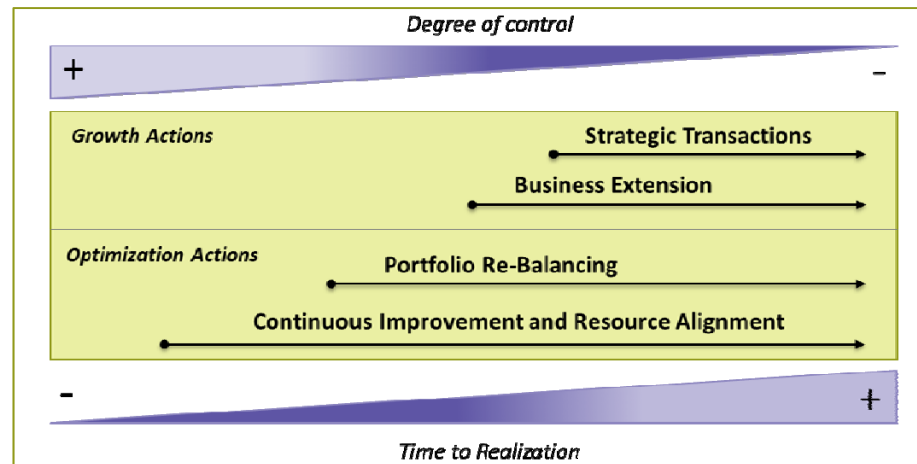 Degree of control
+
-
Growth Actions
Strategic Transactions
Business Extension
Optimization Actions
Portfolio Re-Balancing
Continuous Improvement and Resource Alignment
-
+
Time to Realization